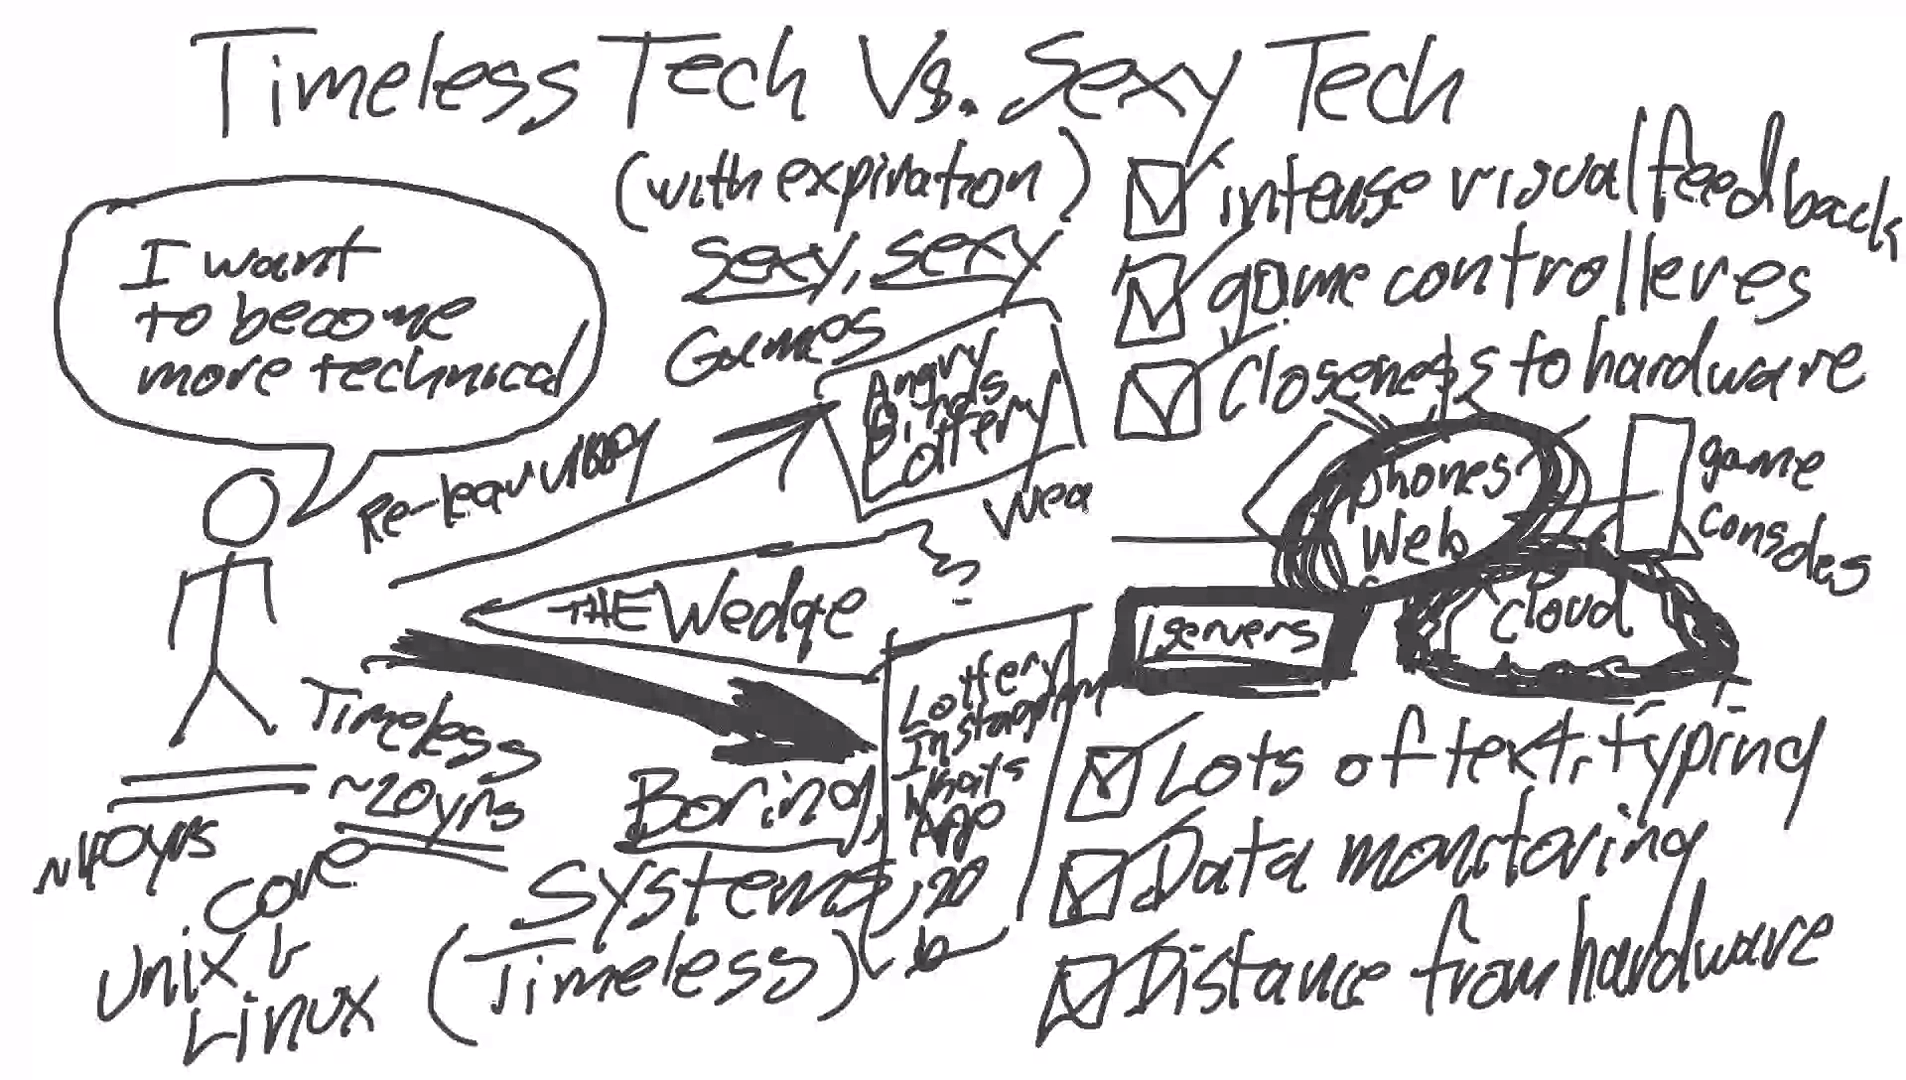 Timeless Tech Vs. Sexy Tech
(with expiration)
Sexy, sexy
Games
I want
to become
more technical
intense visual feedback
game controlleres
Closeness to hardware
Angry
Birds
Lottery
phones
Web
game
consoles
THE Wedge
servers
cloud
Timeless
~20yrs
~40yrs
core
Unix &
Linux
Boring,
Systems
(Timeless)
Lottery
Instagram
Whats
App
Lots of text, typing
Data monitoring
Distance from hardware